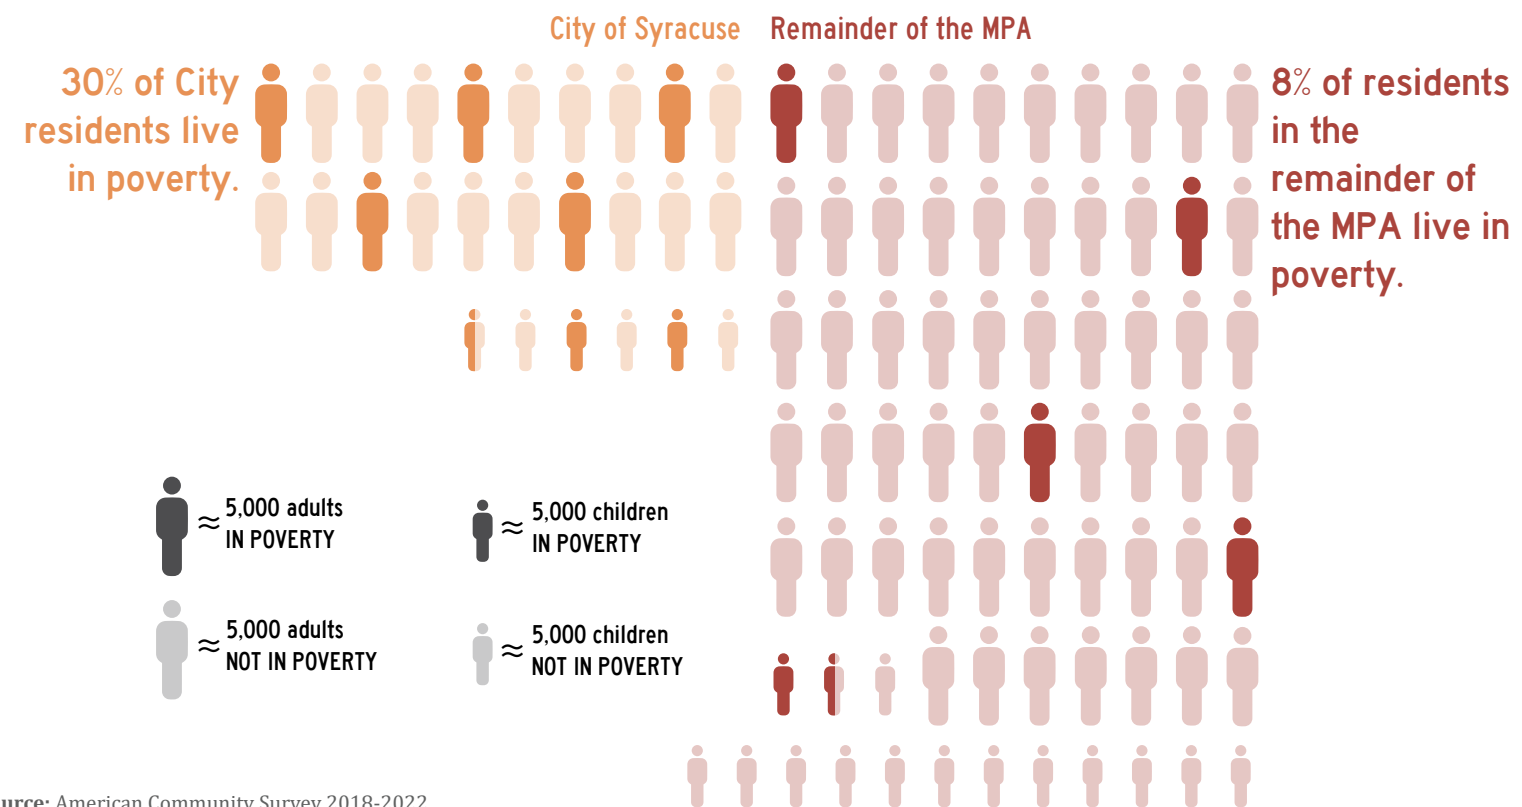 City of Syracuse
Remainder of the MPA
30% of City
residents live
in poverty.
8% of residents
in the
remainder of
the MPA live in
poverty.
≈ 5,000 adults
IN POVERTY
≈ 5,000 children
IN POVERTY
≈ 5,000 adults
NOT IN POVERTY
≈ 5,000 children
NOT IN POVERTY
urce: American Community Survey 2018-2022